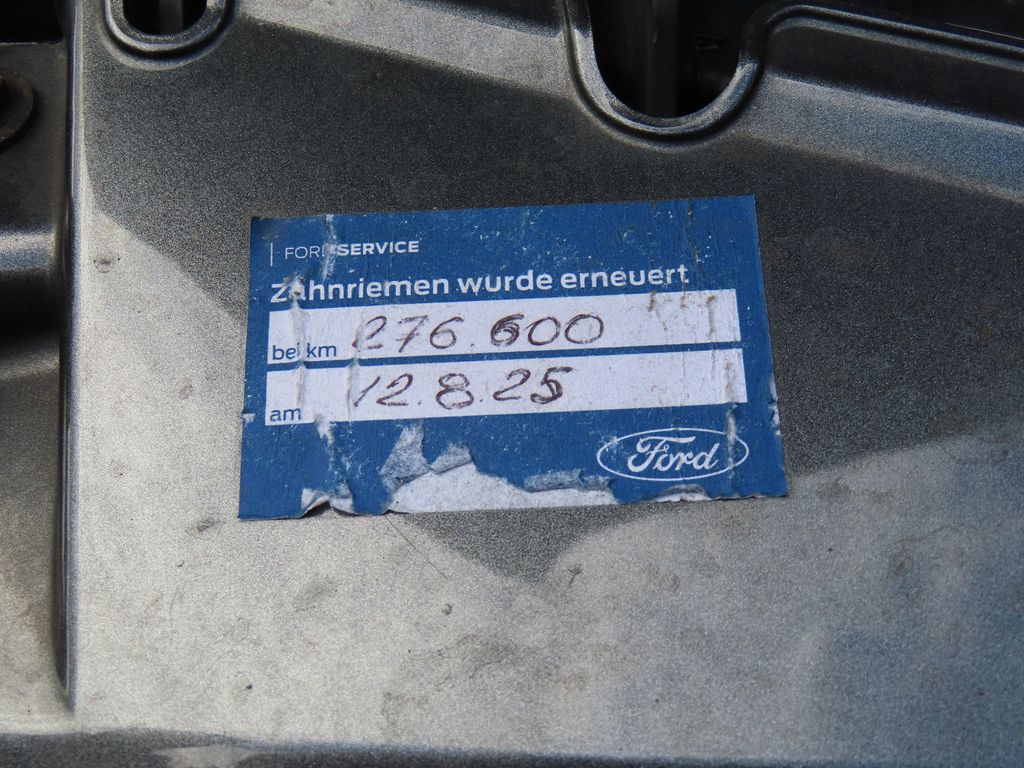 FORD SERVICE
Zahnriemen wurde erneuert
bei km 276.600
am 12.8.25
Ford